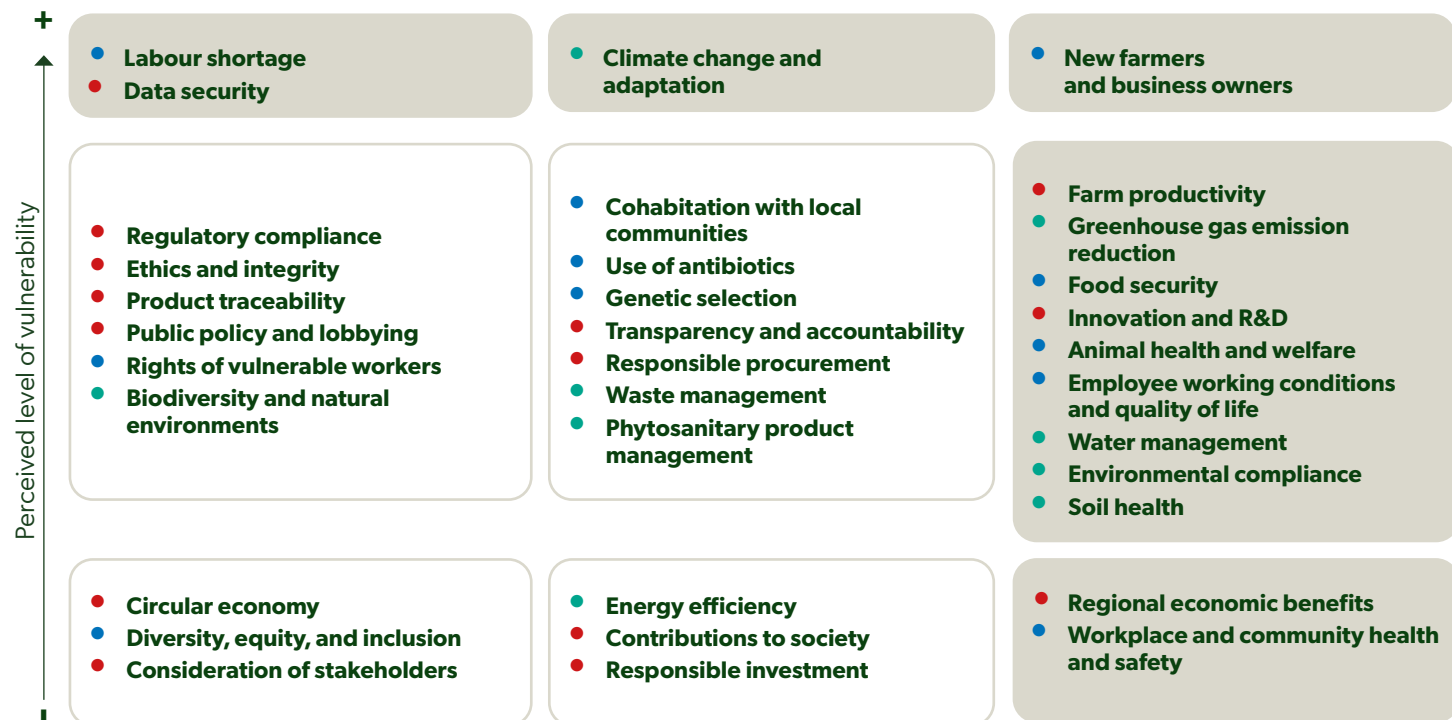 +
Perceived level of vulnerability
Labour shortage
Data security
Climate change and
adaptation
New farmers
and business owners
Regulatory compliance
Ethics and integrity
Product traceability
Public policy and lobbying
Rights of vulnerable workers
Biodiversity and natural
environments
Cohabitation with local
communities
Use of antibiotics
Genetic selection
Transparency and accountability
Responsible procurement
Waste management
Phytosanitary product
management
Farm productivity
Greenhouse gas emission
reduction
Food security
Innovation and R&D
Animal health and welfare
Employee working conditions
and quality of life
Water management
Environmental compliance
Soil health
Circular economy
Diversity, equity, and inclusion
Consideration of stakeholders
Energy efficiency
Contributions to society
Responsible investment
Regional economic benefits
Workplace and community health
and safety